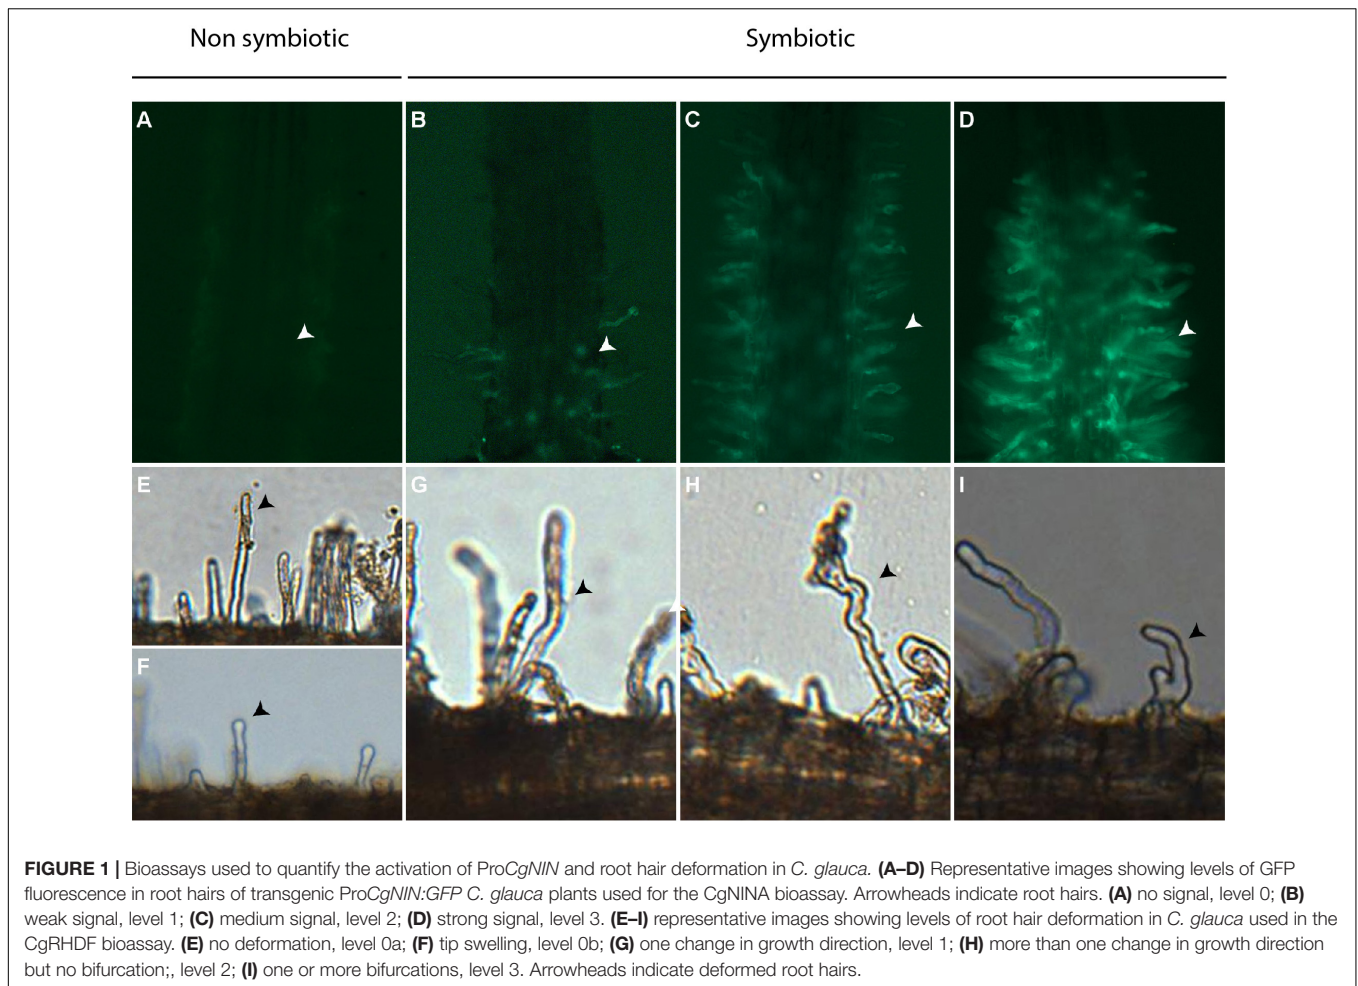 Non symbiotic
Symbiotic
A
B
C
D
E
F
G
H
I
FIGURE 1 | Bioassays used to quantify the activation of ProCgNIN and root hair deformation in C. glauca. (A–D) Representative images showing levels of GFP
fluorescence in root hairs of transgenic ProCgNIN:GFP C. glauca plants used for the CgNINA bioassay. Arrowheads indicate root hairs. (A) no signal, level 0; (B)
weak signal, level 1; (C) medium signal, level 2; (D) strong signal, level 3. (E–I) representative images showing levels of root hair deformation in C. glauca used in the
CgRHDF bioassay. (E) no deformation, level 0a; (F) tip swelling, level 0b; (G) one change in growth direction, level 1; (H) more than one change in growth direction
but no bifurcation;, level 2; (I) one or more bifurcations, level 3. Arrowheads indicate deformed root hairs.